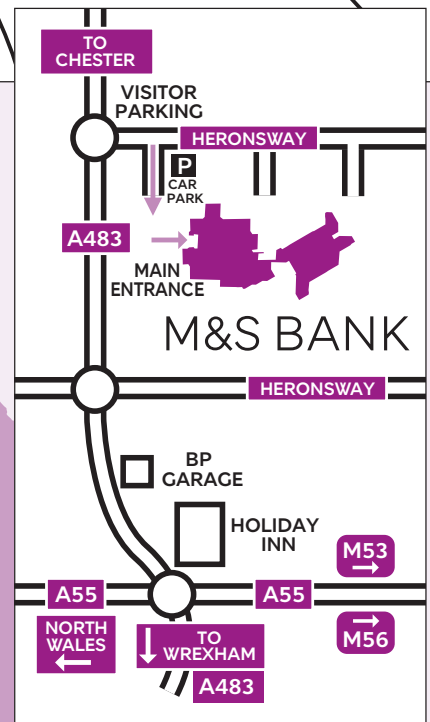 TO
CHESTER
VISITOR
PARKING
HERONSWAY
P
CAR
PARK
A483
MAIN
ENTRANCE
M&S BANK
HERONSWAY
BP
GARAGE
HOLIDAY
INN
M53
A55
A55
M56
NORTH
WALES
TO
WREXHAM
A483